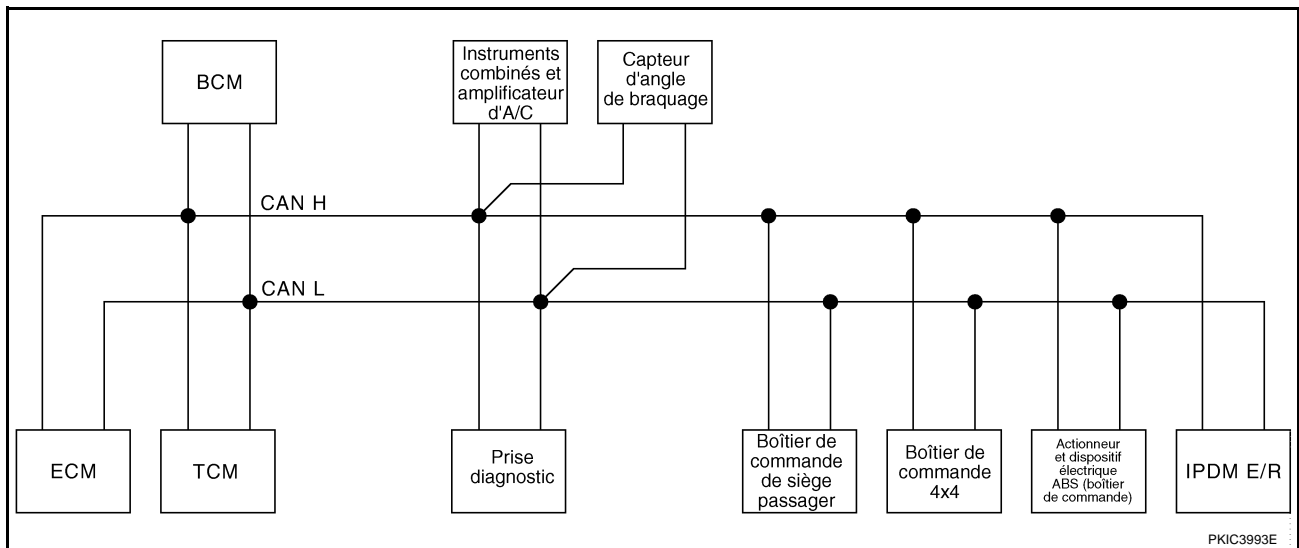 BCM
Instruments
combinés et
amplificateur
d'A/C
Capteur
d'angle
de braquage
CAN H
CAN L
ECM
TCM
Prise
diagnostic
Boîtier de
commande
de siège
passager
Boîtier de
commande
4x4
Actionneur
et dispositif
électrique
ABS (boîtier
de commande)
IPDM E/R
PKIC3993E